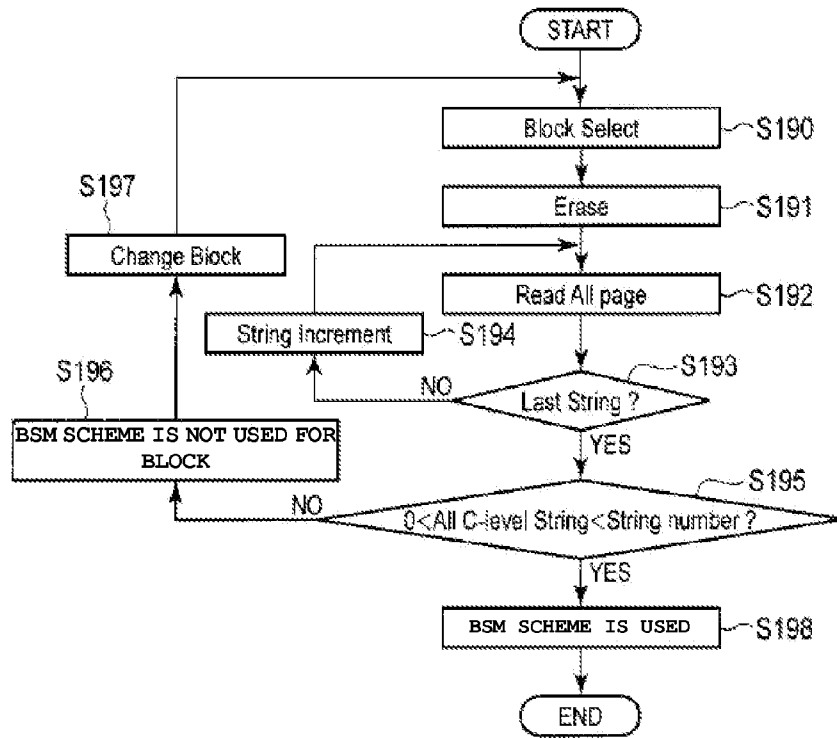 START
Block Select
S190
Erase
S191
S197
Change Block
Read All page
S192
String Increment
S194
S193
Last String ?
NO
YES
S196
BSM SCHEME IS NOT USED FOR
BLOCK
S195
0<All C-level String<String number ?
NO
YES
BSM SCHEME IS USED
S198
END